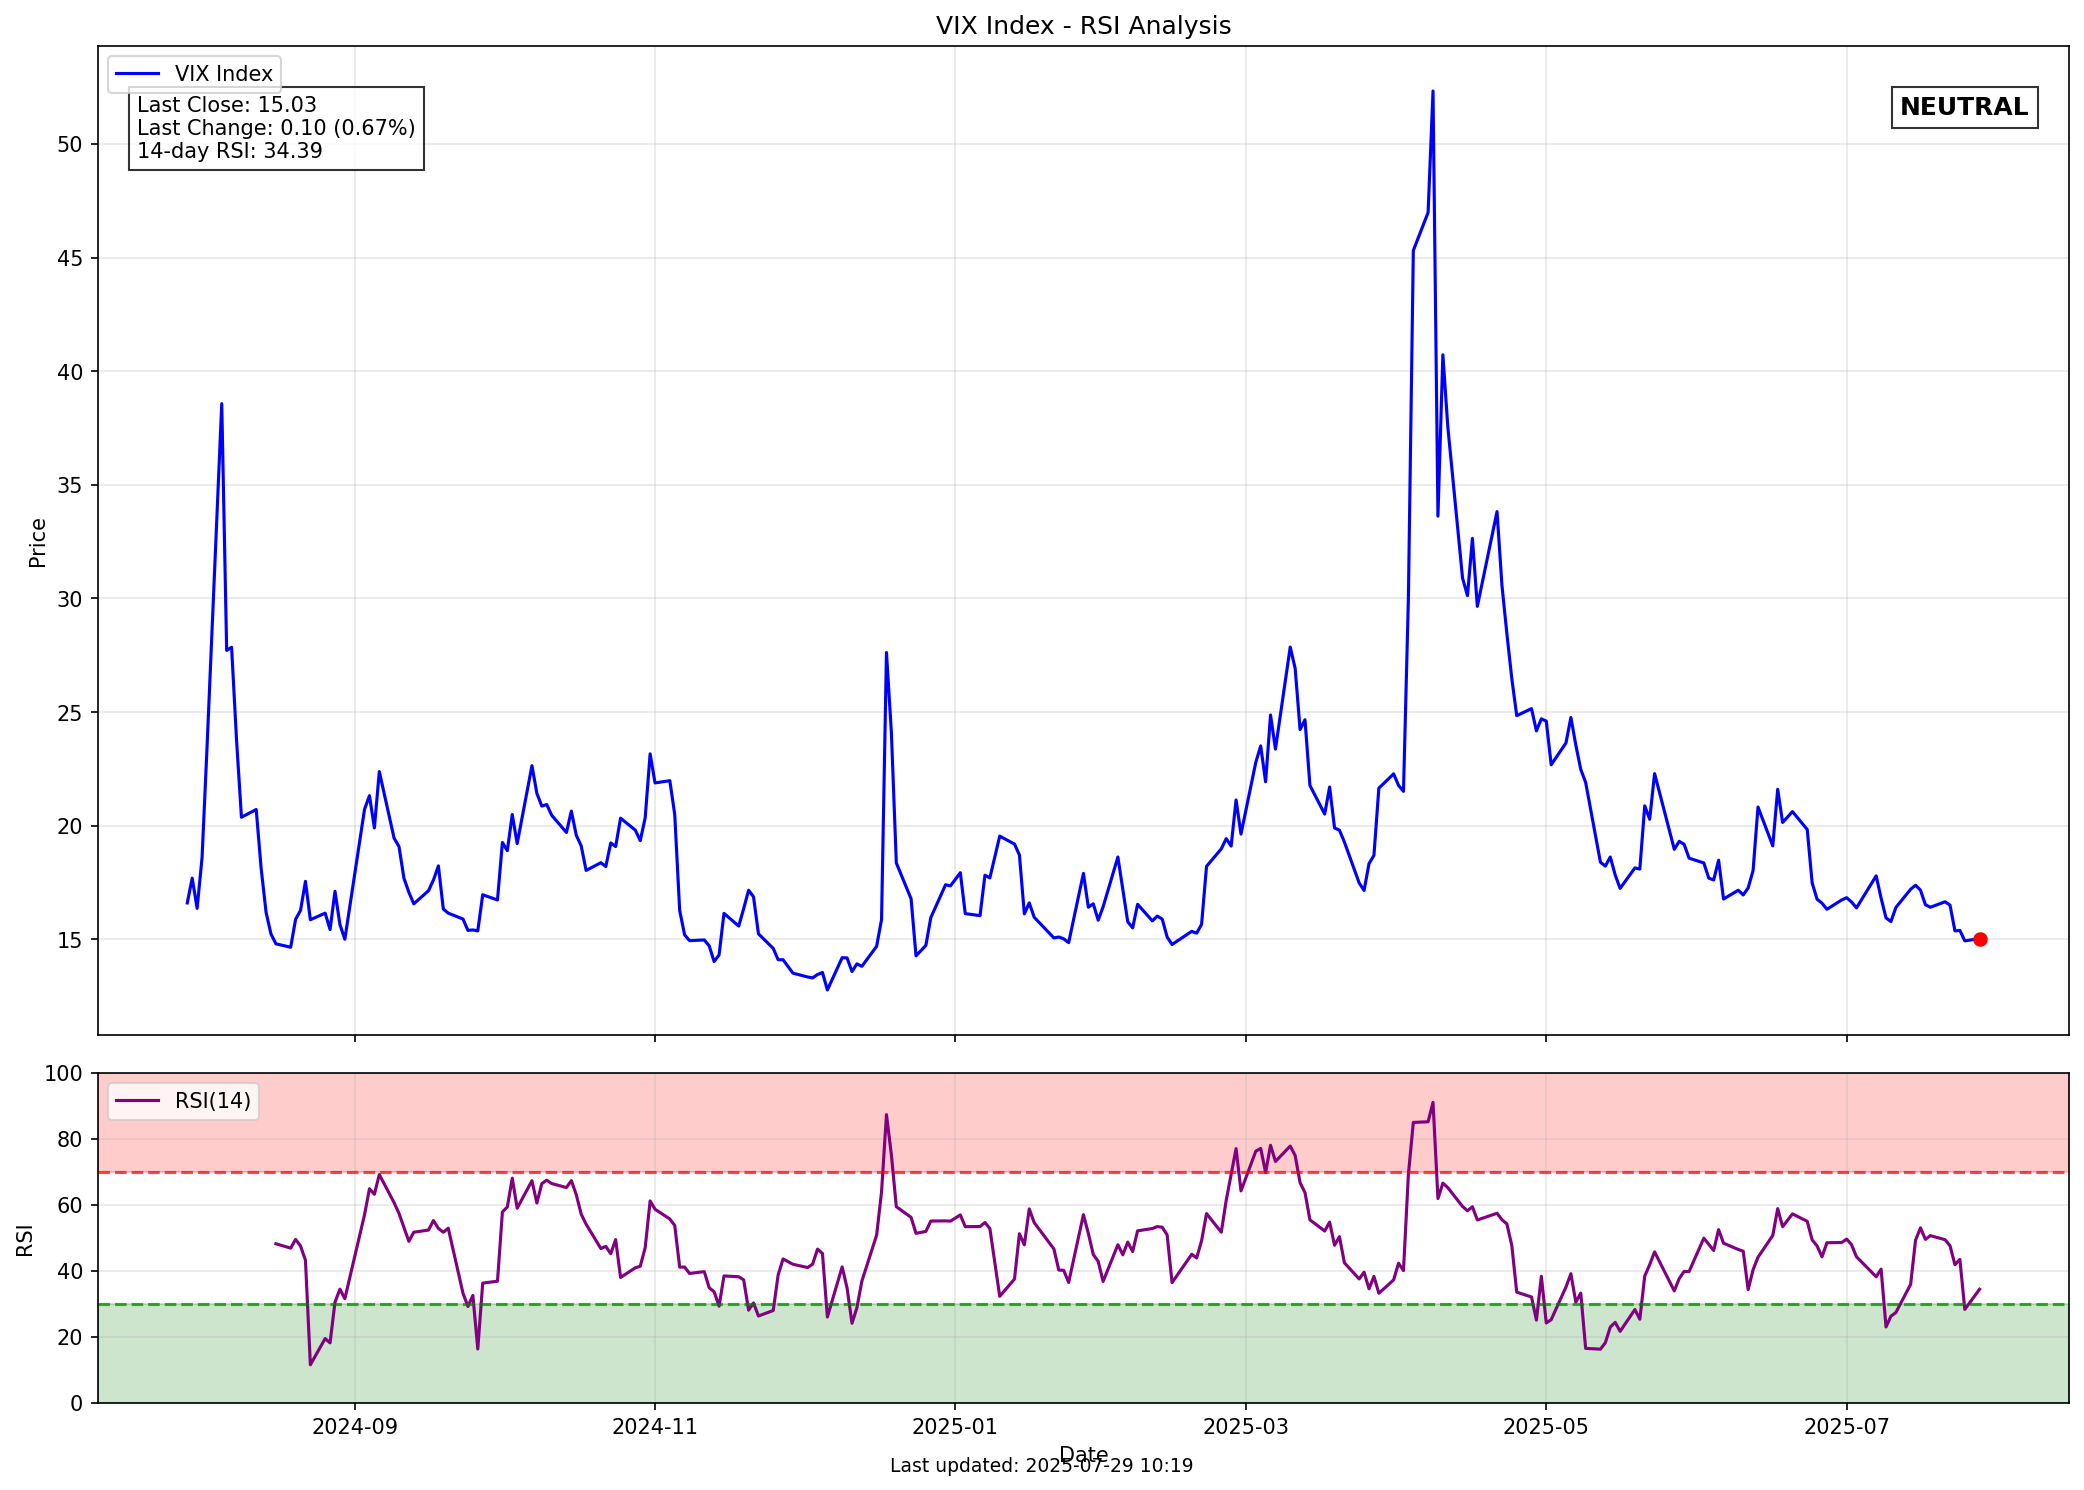 VIX Index - RSI Analysis
VIX Index
Last Close: 15.03
Last Change: 0.10 (0.67%)
14-day RSI: 34.39
NEUTRAL
Price
50
45
40
35
30
25
20
15
RSI(14)
RSI
100
80
60
40
20
0
2024-09
2024-11
2025-01
2025-03
2025-05
2025-07
Date
Last updated: 2025-07-29 10:19